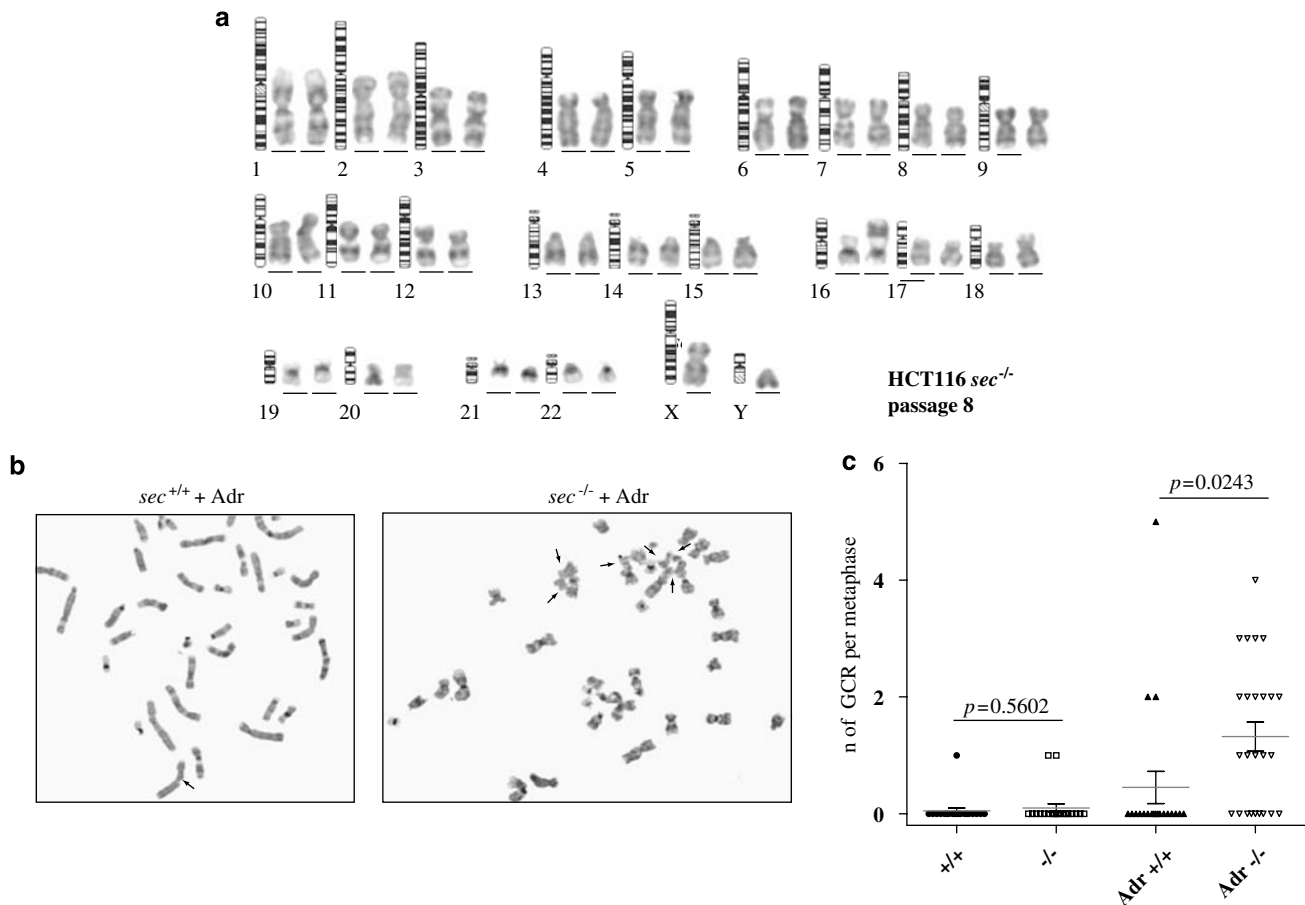 a
1 2 3 4 5 6 7 8 9
10 11 12 13 14 15 16 17 18
19 20 21 22 X Y
HCT116 sec-/-
passage 8
b
sec+/+ + Adr
sec-/- + Adr
c
n of GCR per metaphase
6
4
2
0
p=0.5602
p=0.0243
+/+
-/-
Adr +/+
Adr -/-